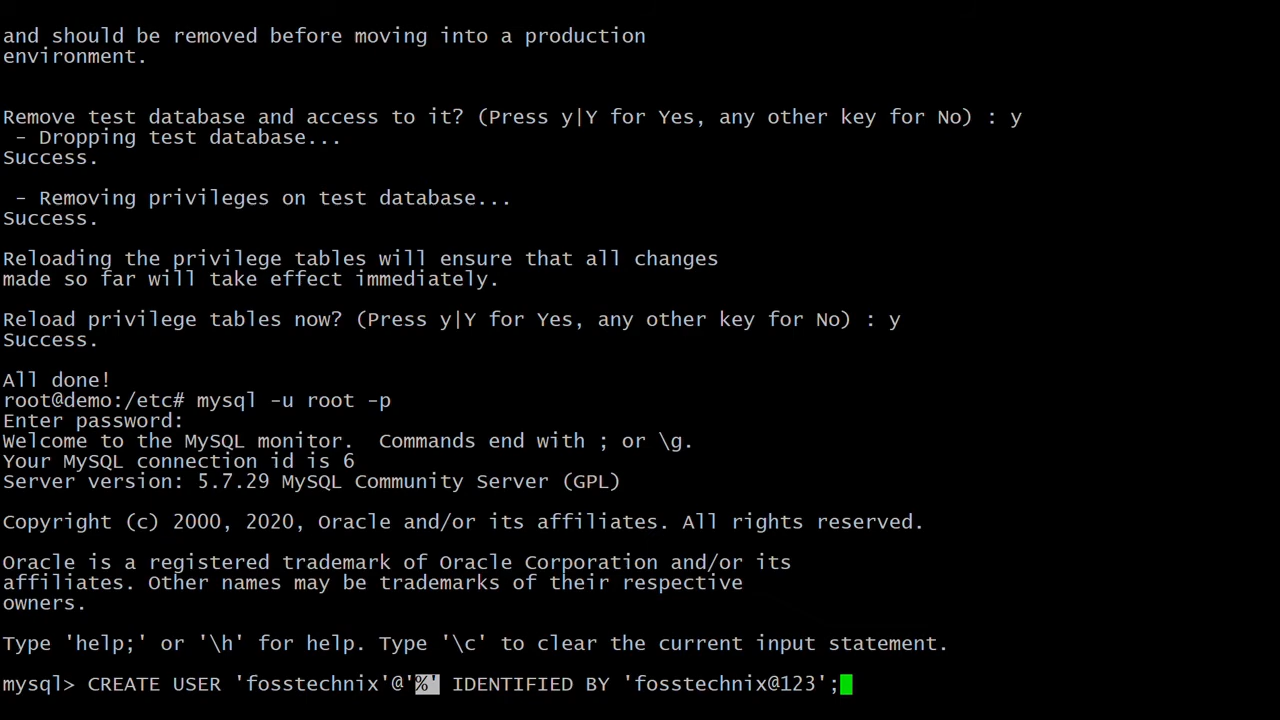 and should be removed before moving into a production
environment.
Remove test database and access to it? (Press y|Y for Yes, any other key for No) : y
 - Dropping test database...
Success.
 - Removing privileges on test database...
Success.
Reloading the privilege tables will ensure that all changes
made so far will take effect immediately.
Reload privilege tables now? (Press y|Y for Yes, any other key for No) : y
Success.
All done!
root@demo:/etc# mysql -u root -p
Enter password:
Welcome to the MySQL monitor.  Commands end with ; or \g.
Your MySQL connection id is 6
Server version: 5.7.29 MySQL Community Server (GPL)
Copyright (c) 2000, 2020, Oracle and/or its affiliates. All rights reserved.
Oracle is a registered trademark of Oracle Corporation and/or its
affiliates. Other names may be trademarks of their respective
owners.
Type 'help;' or '\h' for help. Type '\c' to clear the current input statement.
mysql> CREATE USER 'fosstechnix'@'%' IDENTIFIED BY 'fosstechnix@123';